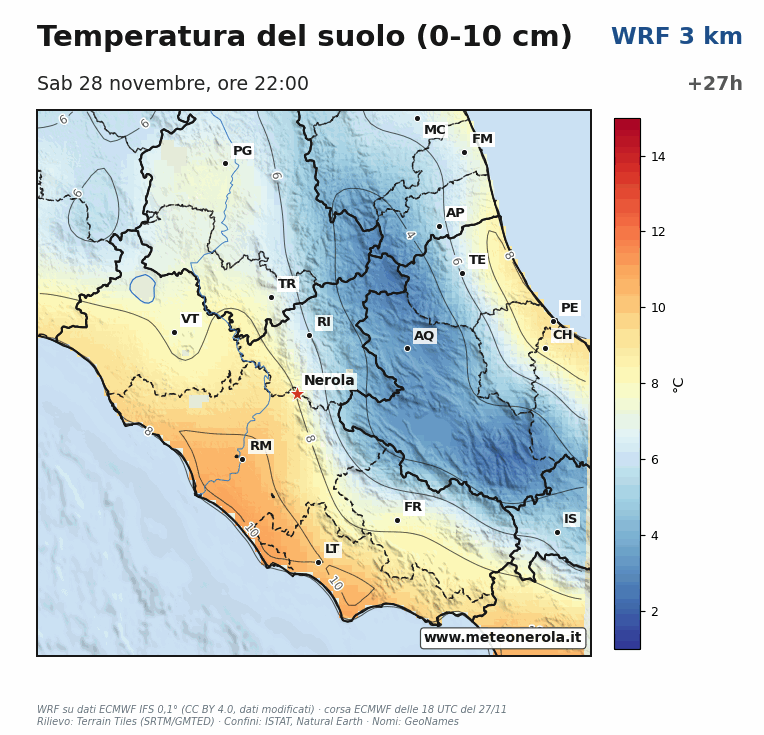 Temperatura del suolo (0-10 cm)
WRF 3 km
Sab 28 novembre, ore 22:00
+27h
6
6
MC
FM
PG
6
6
AP
4
8
6
TE
TR
PE
VT
RI
AQ
CH
Nerola
8
8
RM
FR
IS
10
LT
10
www.meteonerola.it
14
12
10
8
6
4
2
°C
WRF su dati ECMWF IFS 0,1° (CC BY 4.0, dati modificati) · corsa ECMWF delle 18 UTC del 27/11
Rilievo: Terrain Tiles (SRTM/GMTED) · Confini: ISTAT, Natural Earth · Nomi: GeoNames